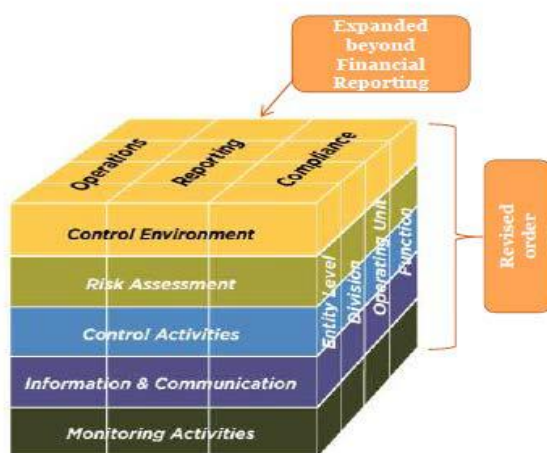 Expanded
beyond
Financial
Reporting
Operations
Reporting
Compliance
Control Environment
Risk Assessment
Control Activities
Information & Communication
Monitoring Activities
Entity Level
Division
Operating Unit
Function
Revised
order